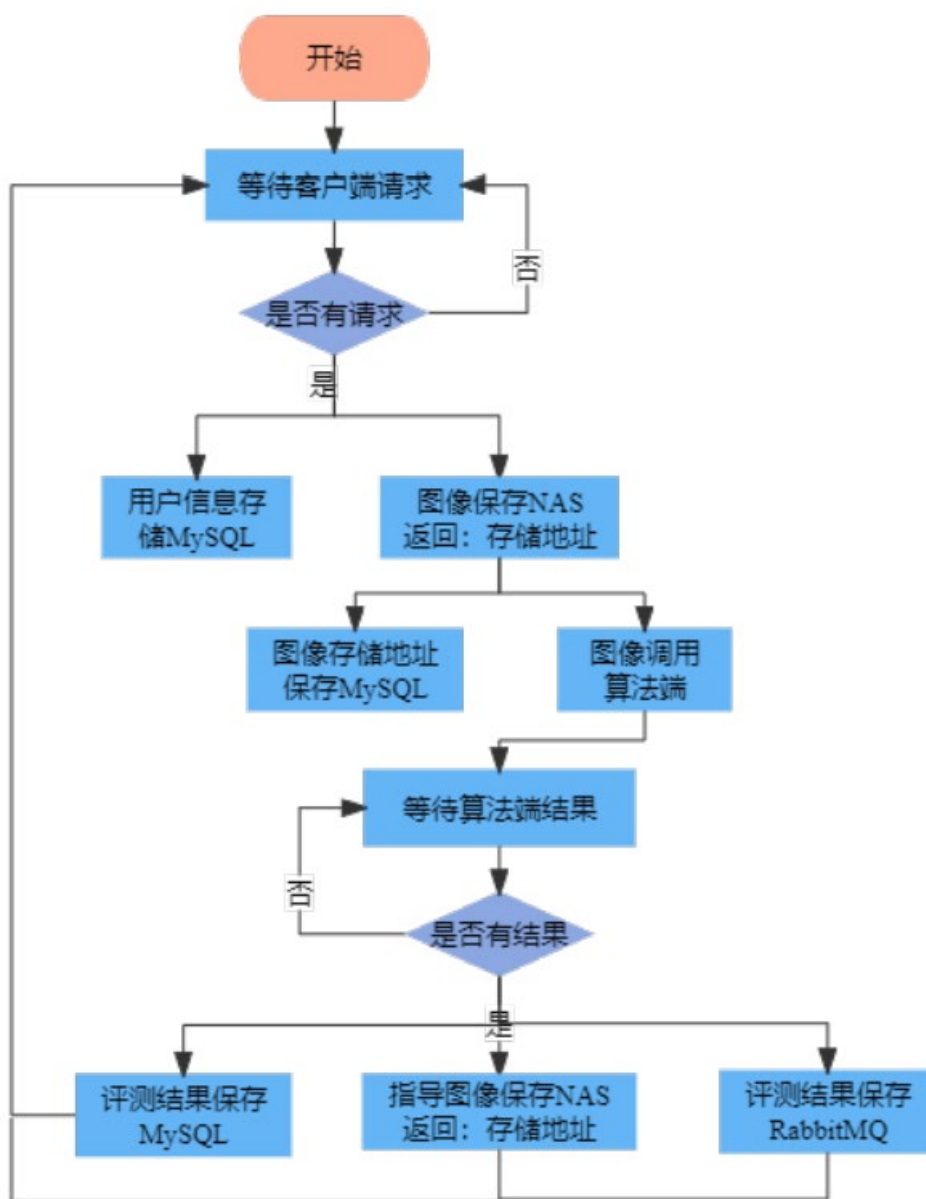 开始
等待客户端请求
否
是否有请求
是
用户信息存
储MySQL
图像保存NAS
返回：存储地址
图像存储地址
保存MySQL
图像调用
算法端
等待算法端结果
否
是否有结果
是
评测结果保存
MySQL
指导图像保存NAS
返回：存储地址
评测结果保存
RabbitMQ